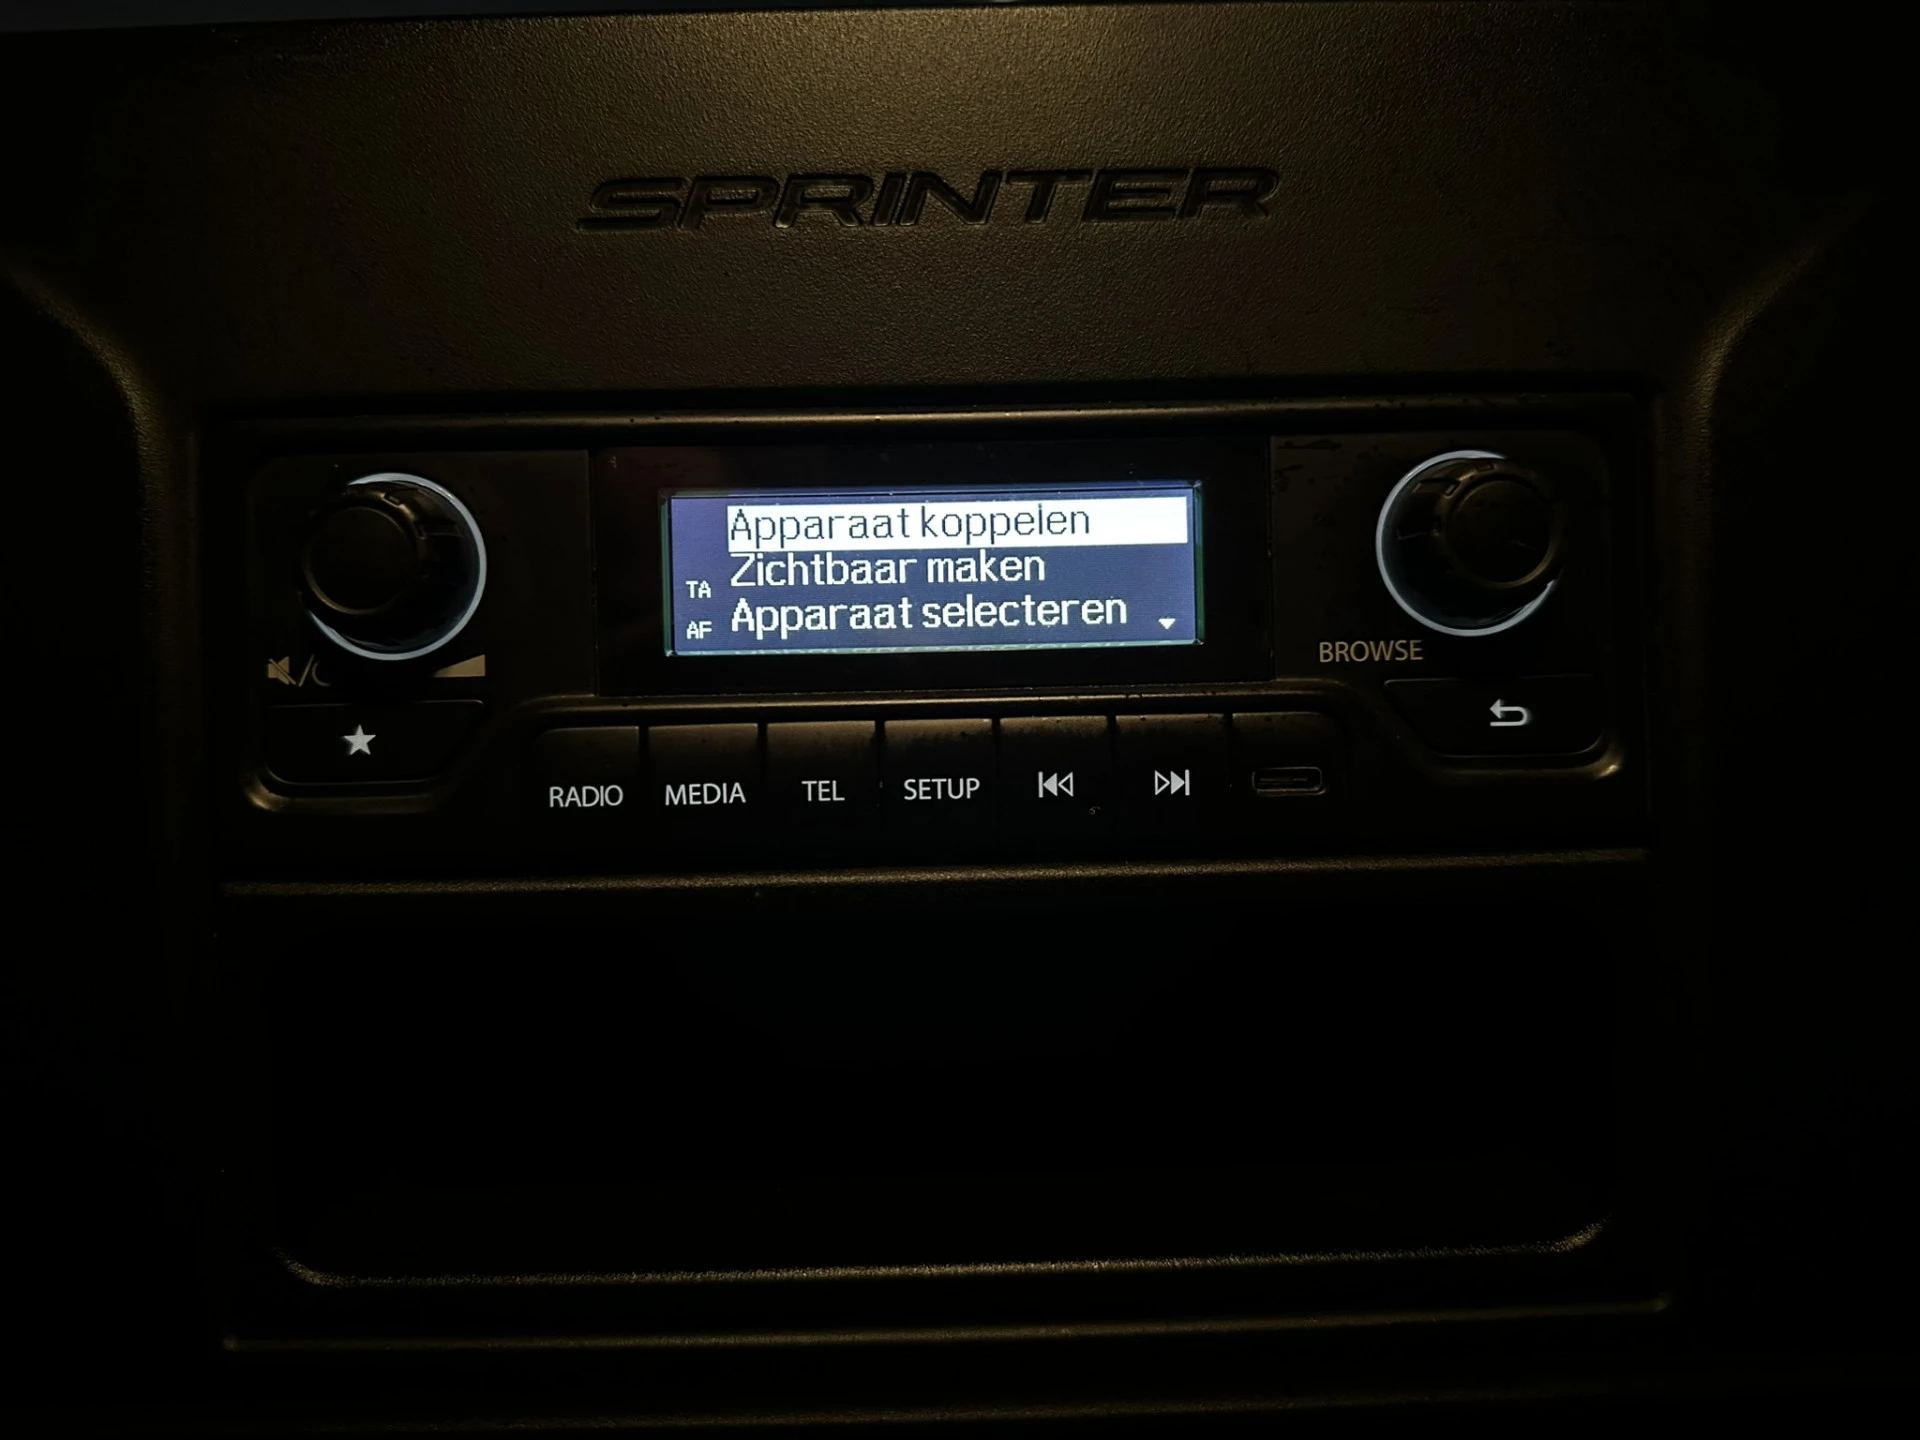 SPRINTER
Apparaat koppelen
Zichtbaar maken
TA
Apparaat selecteren
AF
BROWSE
RADIO
MEDIA
TEL
SETUP